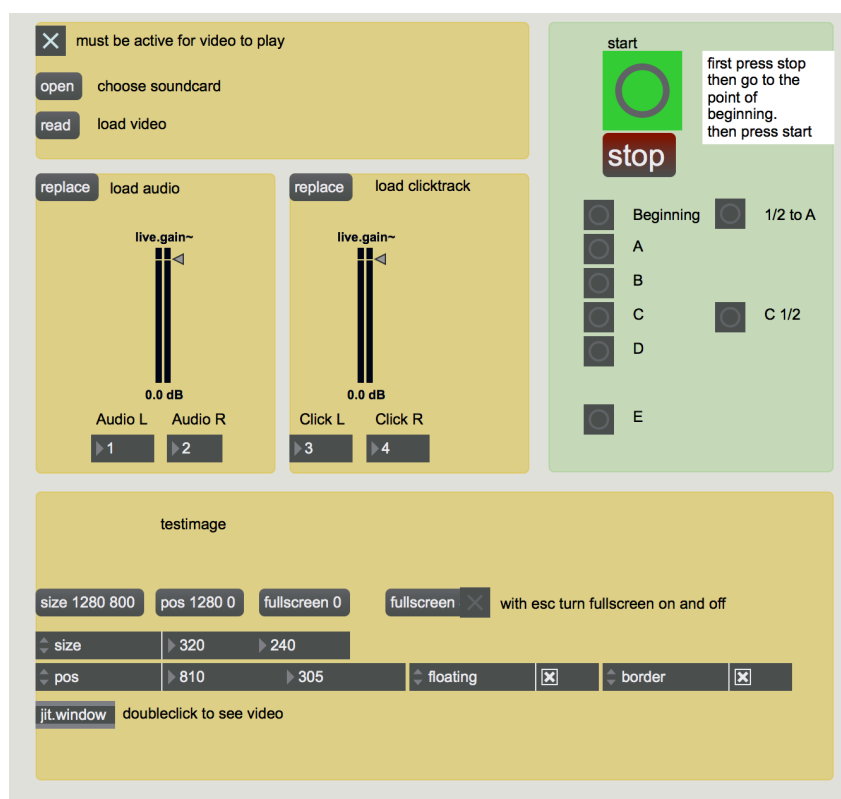 must be active for video to play
open choose soundcard
read load video
replace load audio
live.gain~
0.0 dB
Audio L Audio R
1 2
replace load clicktrack
live.gain~
0.0 dB
Click L Click R
3 4
start
first press stop
then go to the
point of
beginning.
then press start
stop
Beginning 1/2 to A
A
B
C C 1/2
D
E
testimage
size 1280 800 pos 1280 0 fullscreen 0 fullscreen with esc turn fullscreen on and off
size 320 240
pos 810 305 floating border
jit.window doubleclick to see video